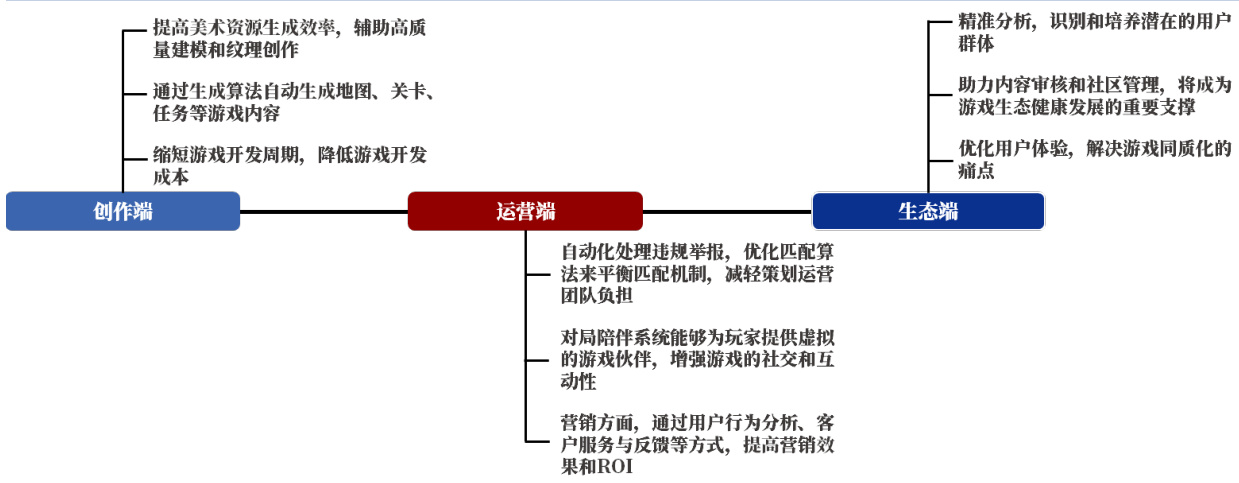 提高美术资源生成效率，辅助高质
量建模和纹理创作
通过生成算法自动生成地图、关卡、
任务等游戏内容
缩短游戏开发周期，降低游戏开发
成本
创作端
运营端
自动化处理违规举报，优化匹配算
法来平衡匹配机制，减轻策划运营
团队负担
对局陪伴系统能够为玩家提供虚拟
的游戏伙伴，增强游戏的社交和互
动性
营销方面，通过用户行为分析、客
户服务与反馈等方式，提高营销效
果和ROI
精准分析，识别和培养潜在的用户
群体
助力内容审核和社区管理，将成为
游戏生态健康发展的重要支撑
优化用户体验，解决游戏同质化的
痛点
生态端